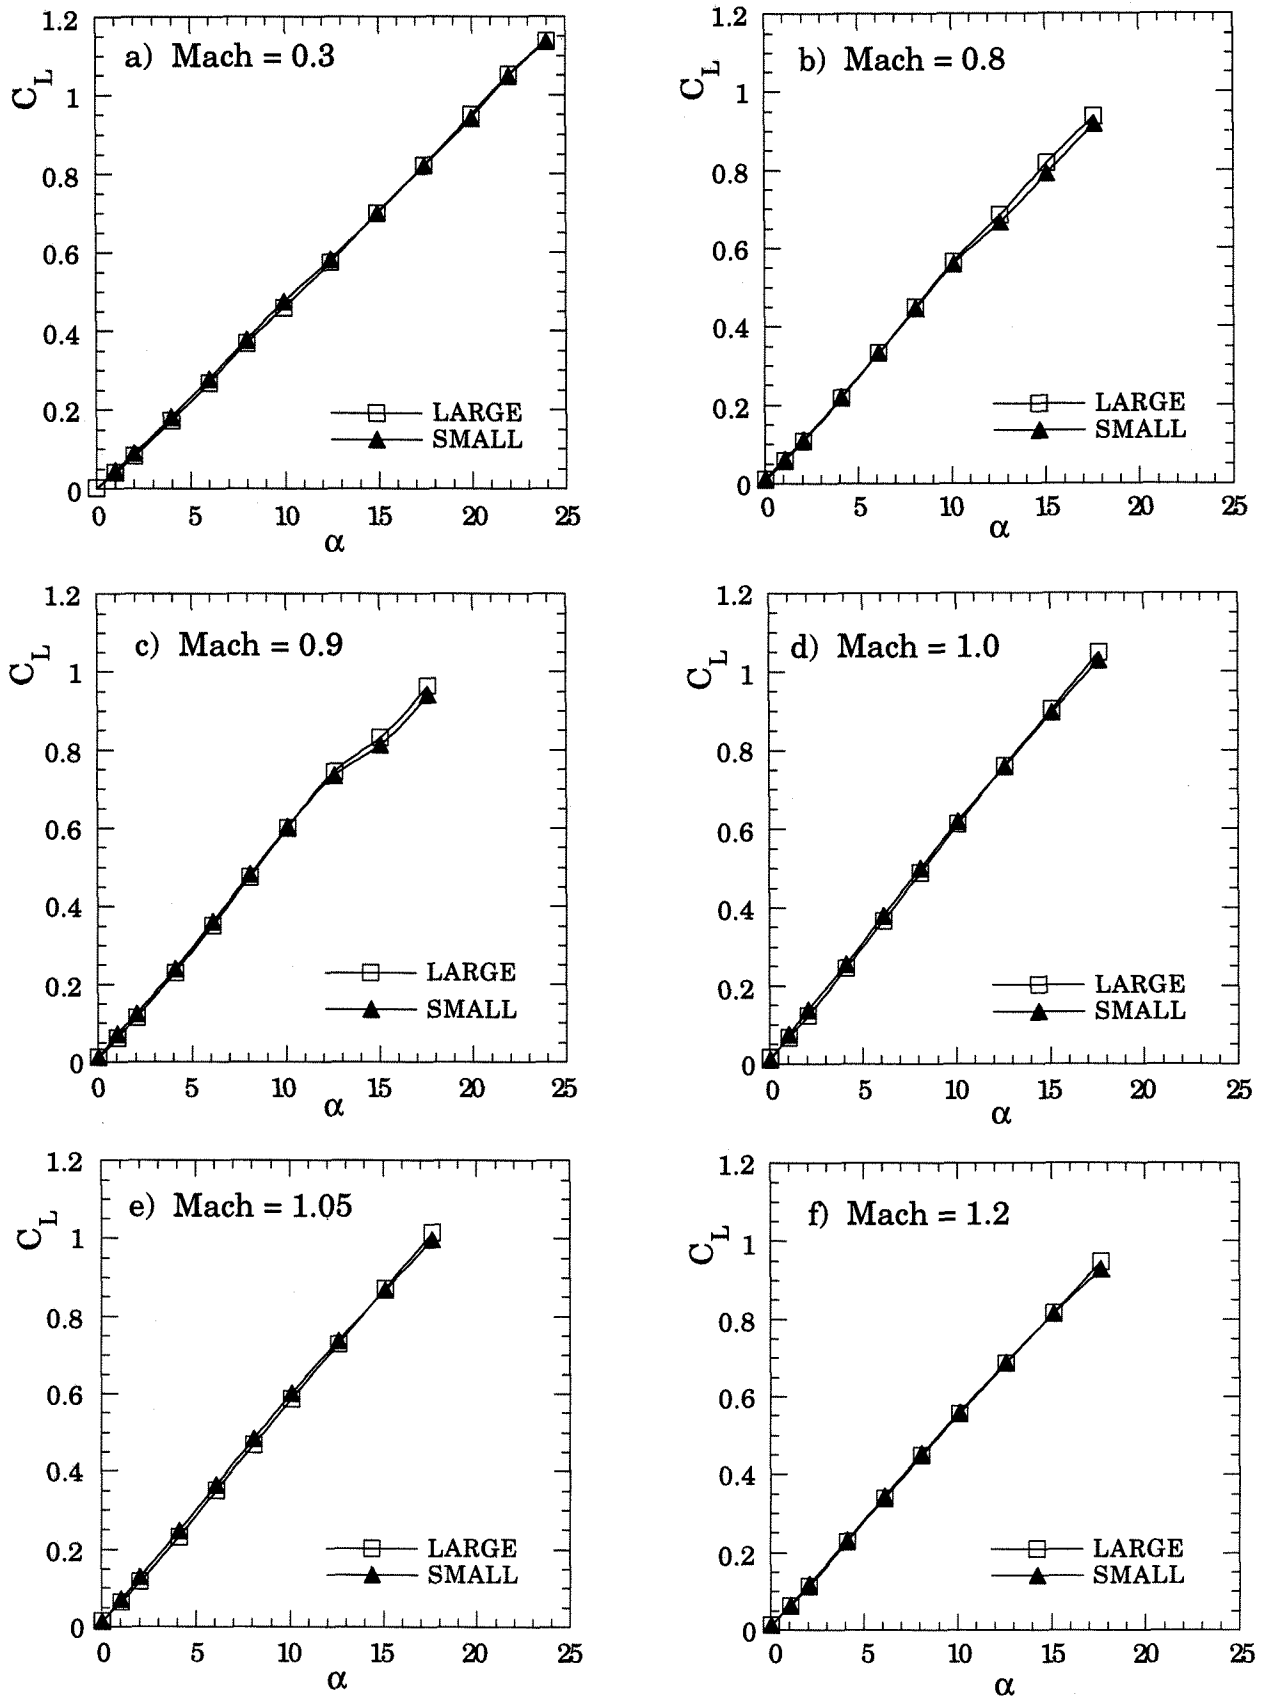 a) Mach = 0.3
C_L
1.2
1
0.8
0.6
0.4
0.2
0
LARGE
SMALL
0 5 10 15 20 25
α
b) Mach = 0.8
C_L
1.2
1
0.8
0.6
0.4
0.2
0
LARGE
SMALL
0 5 10 15 20 25
α
c) Mach = 0.9
C_L
1.2
1
0.8
0.6
0.4
0.2
0
LARGE
SMALL
0 5 10 15 20 25
α
d) Mach = 1.0
C_L
1.2
1
0.8
0.6
0.4
0.2
0
LARGE
SMALL
0 5 10 15 20 25
α
e) Mach = 1.05
C_L
1.2
1
0.8
0.6
0.4
0.2
0
LARGE
SMALL
0 5 10 15 20 25
α
f) Mach = 1.2
C_L
1.2
1
0.8
0.6
0.4
0.2
0
LARGE
SMALL
0 5 10 15 20 25
α